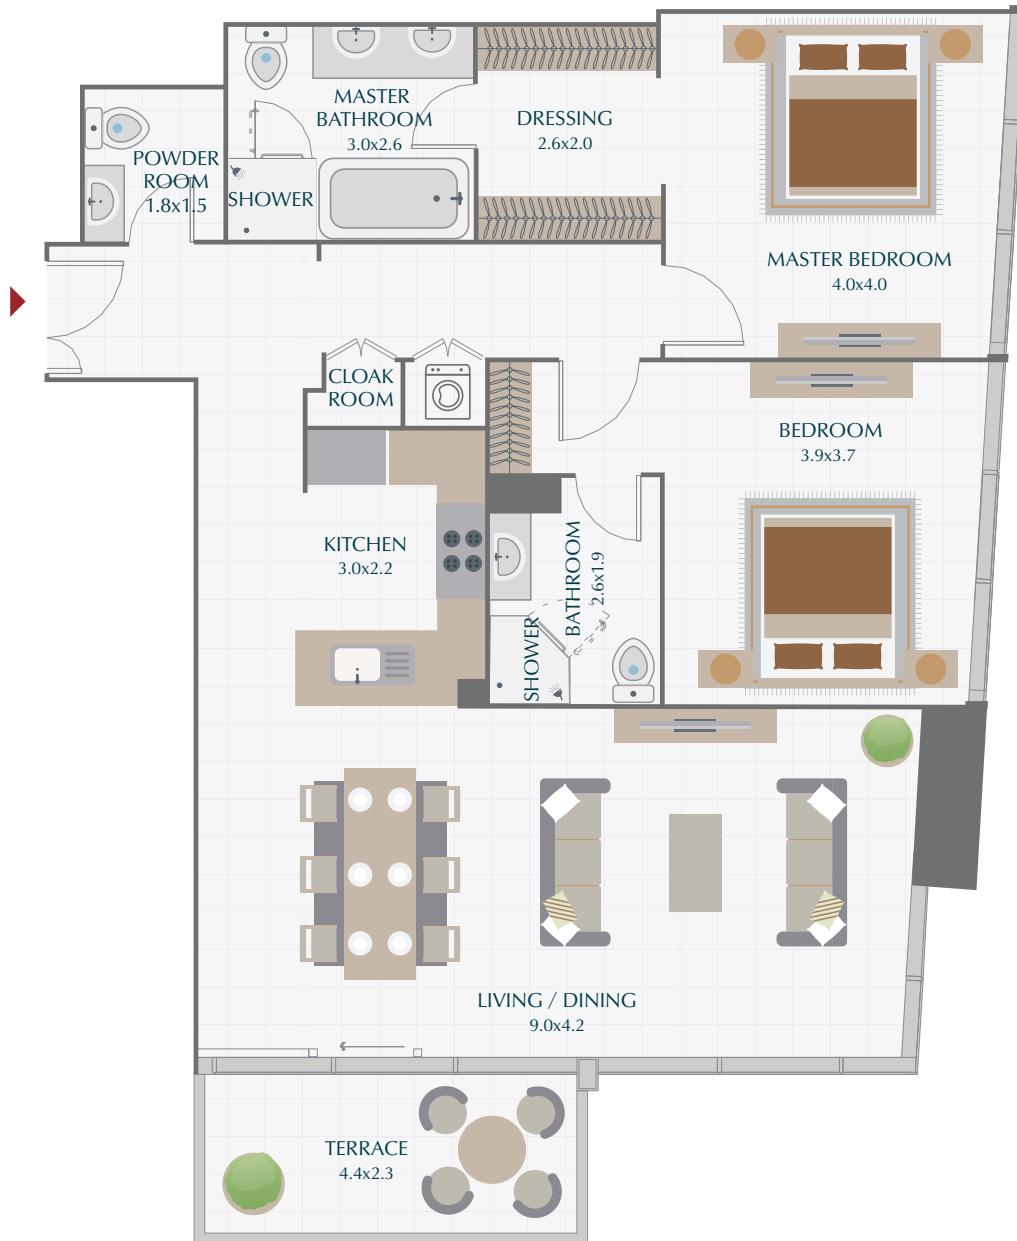 MASTER
BATHROOM
3.0x2.6
DRESSING
2.6x2.0
POWDER
ROOM
1.8x1.5
SHOWER
MASTER BEDROOM
4.0x4.0
CLOAK
ROOM
BEDROOM
3.9x3.7
KITCHEN
3.0x2.2
BATHROOM
2.6x1.9
SHOWER
LIVING / DINING
9.0x4.2
TERRACE
4.4x2.3